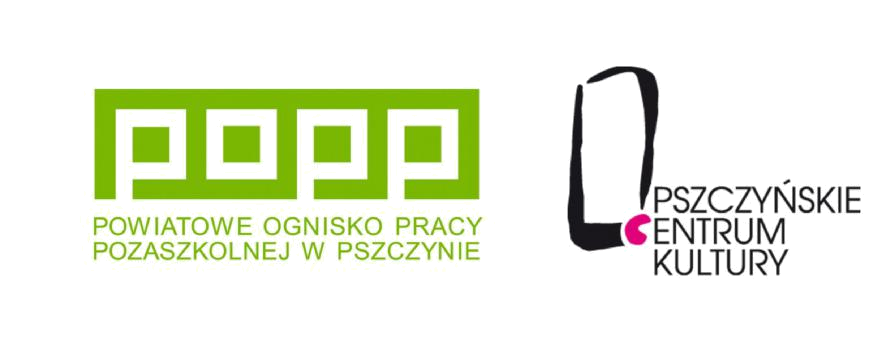 popp
POWIATOWE OGNISKO PRACY
POZASZKOLNEJ W PSZCZYNIE
PSZCZYŃSKIE
CENTRUM
KULTURY